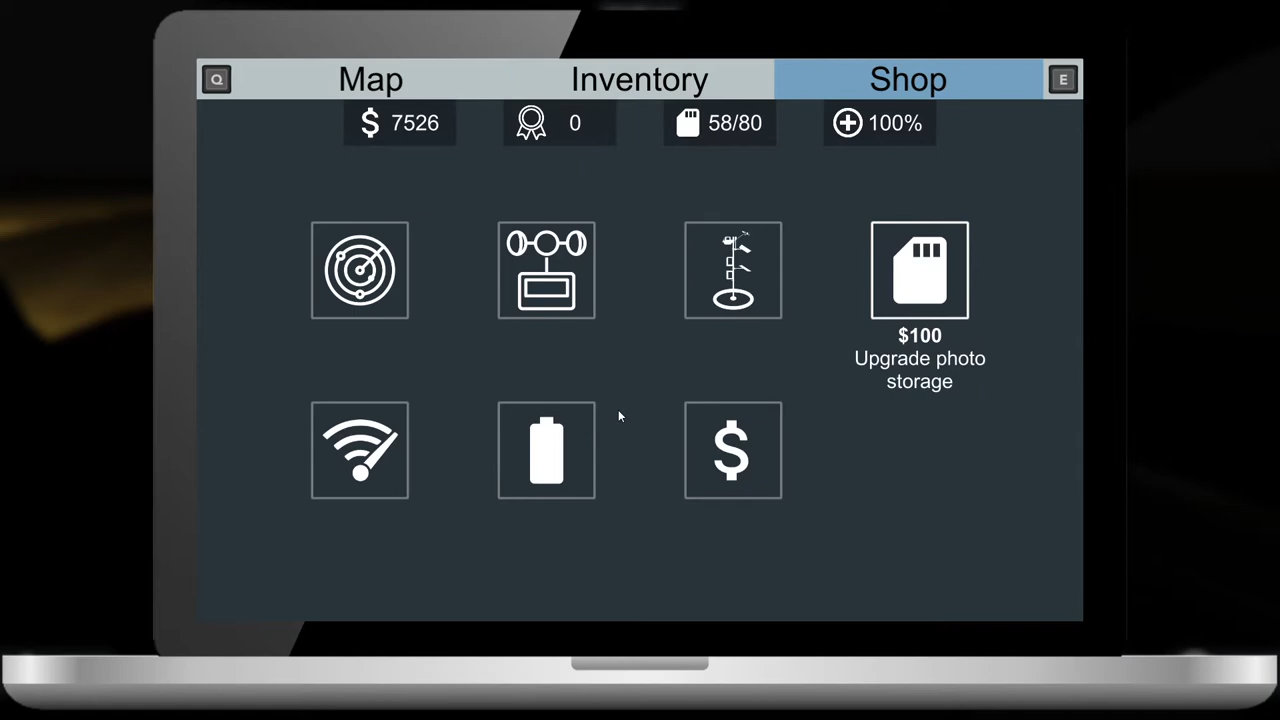 Q
Map
Inventory
Shop
E
$ 7526
0
58/80
100%
$
$100
Upgrade photo
storage